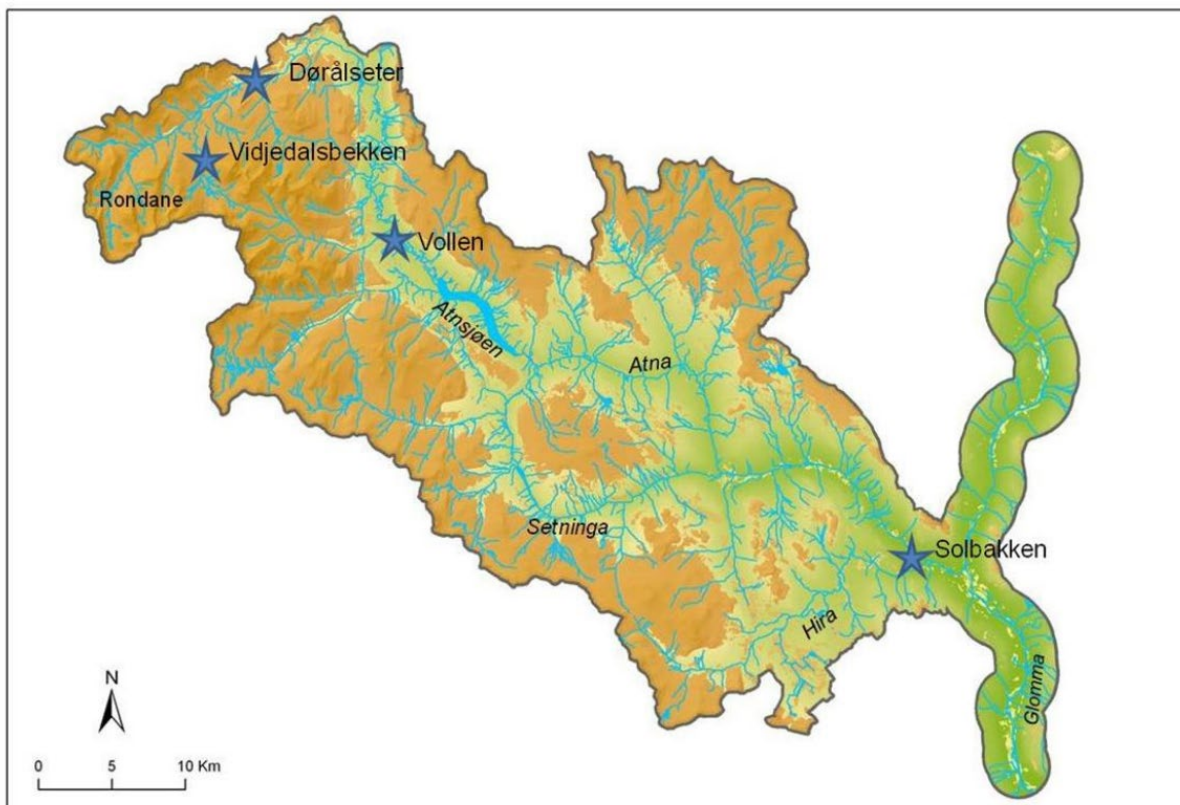 Dørålseter
Vidjedalsbekken
Rondane
Vollen
Atnsjøen
Atna
Setninga
Solbakken
Hira
Glomma
N
0 5 10 Km